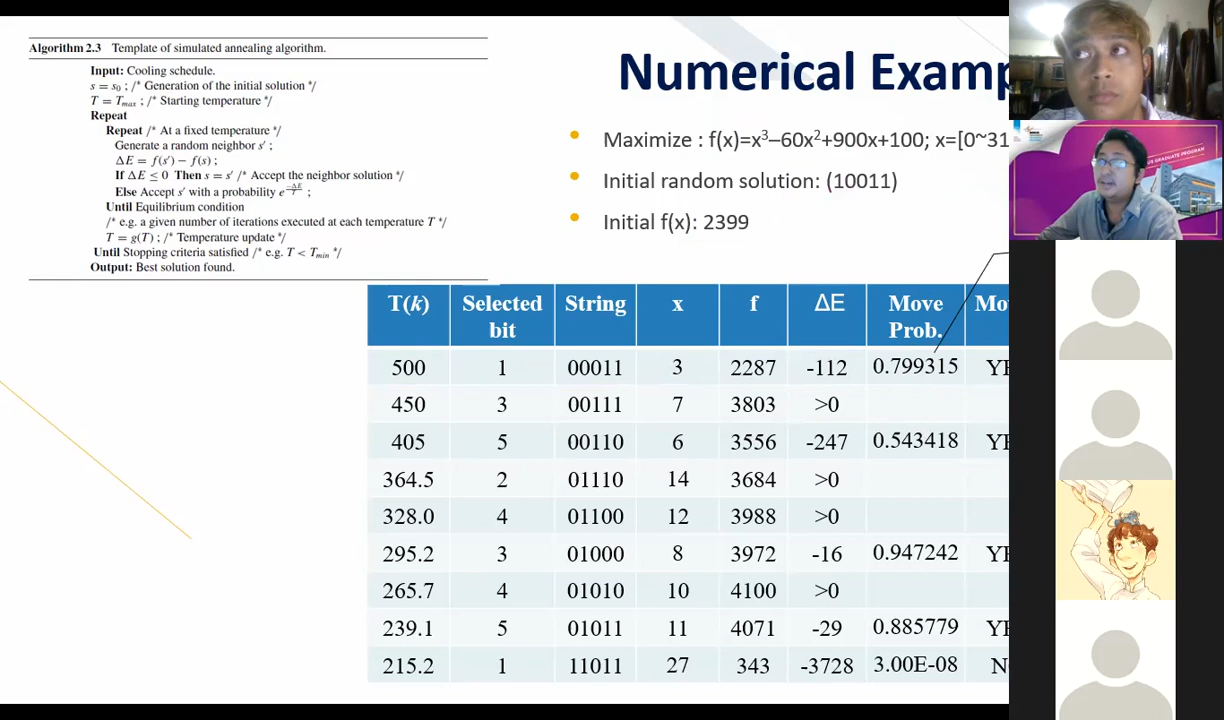 Algorithm 2.3 Template of simulated annealing algorithm.
Input: Cooling schedule.
s = s₀ ; /* Generation of the initial solution */
T = Tmax ; /* Starting temperature */
Repeat
Repeat /* At a fixed temperature */
Generate a random neighbor s′ ;
ΔE = f(s′) − f(s) ;
If ΔE ≤ 0 Then s = s′ /* Accept the neighbor solution */
Else Accept s′ with a probability e^(−ΔE/T) ;
Until Equilibrium condition
/* e.g. a given number of iterations executed at each temperature T */
T = g(T) ; /* Temperature update */
Until Stopping criteria satisfied /* e.g. T < Tmin */
Output: Best solution found.
Numerical Examp
• Maximize : f(x)=x³–60x²+900x+100; x=[0~31
• Initial random solution: (10011)
• Initial f(x): 2399
T(k) Selected bit String x f ΔE Move Prob. Mo
500 1 00011 3 2287 -112 0.799315 YE
450 3 00111 7 3803 >0
405 5 00110 6 3556 -247 0.543418 YE
364.5 2 01110 14 3684 >0
328.0 4 01100 12 3988 >0
295.2 3 01000 8 3972 -16 0.947242 YE
265.7 4 01010 10 4100 >0
239.1 5 01011 11 4071 -29 0.885779 YE
215.2 1 11011 27 343 -3728 3.00E-08 N
US GRADUATE PROGRAM